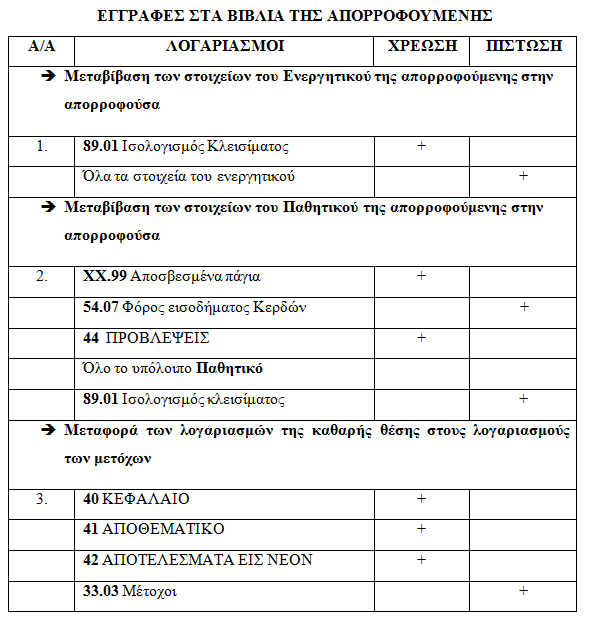 ΕΓΓΡΑΦΕΣ ΣΤΑ ΒΙΒΛΙΑ ΤΗΣ ΑΠΟΡΡΟΦΟΥΜΕΝΗΣ
Α/Α ΛΟΓΑΡΙΑΣΜΟΙ ΧΡΕΩΣΗ ΠΙΣΤΩΣΗ
➔ Μεταβίβαση των στοιχείων του Ενεργητικού της απορροφούμενης στην
απορροφούσα
1. 89.01 Ισολογισμός Κλεισίματος +
Όλα τα στοιχεία του ενεργητικού +
➔ Μεταβίβαση των στοιχείων του Παθητικού της απορροφούμενης στην
απορροφούσα
2. ΧΧ.99 Αποσβεσμένα πάγια +
54.07 Φόρος εισοδήματος Κερδών +
44 ΠΡΟΒΛΕΨΕΙΣ +
Όλο το υπόλοιπο Παθητικό
89.01 Ισολογισμός κλεισίματος +
➔ Μεταφορά των λογαριασμών της καθαρής θέσης στους λογαριασμούς
των μετόχων
3. 40 ΚΕΦΑΛΑΙΟ +
41 ΑΠΟΘΕΜΑΤΙΚΟ +
42 ΑΠΟΤΕΛΕΣΜΑΤΑ ΕΙΣ ΝΕΟΝ +
33.03 Μέτοχοι +